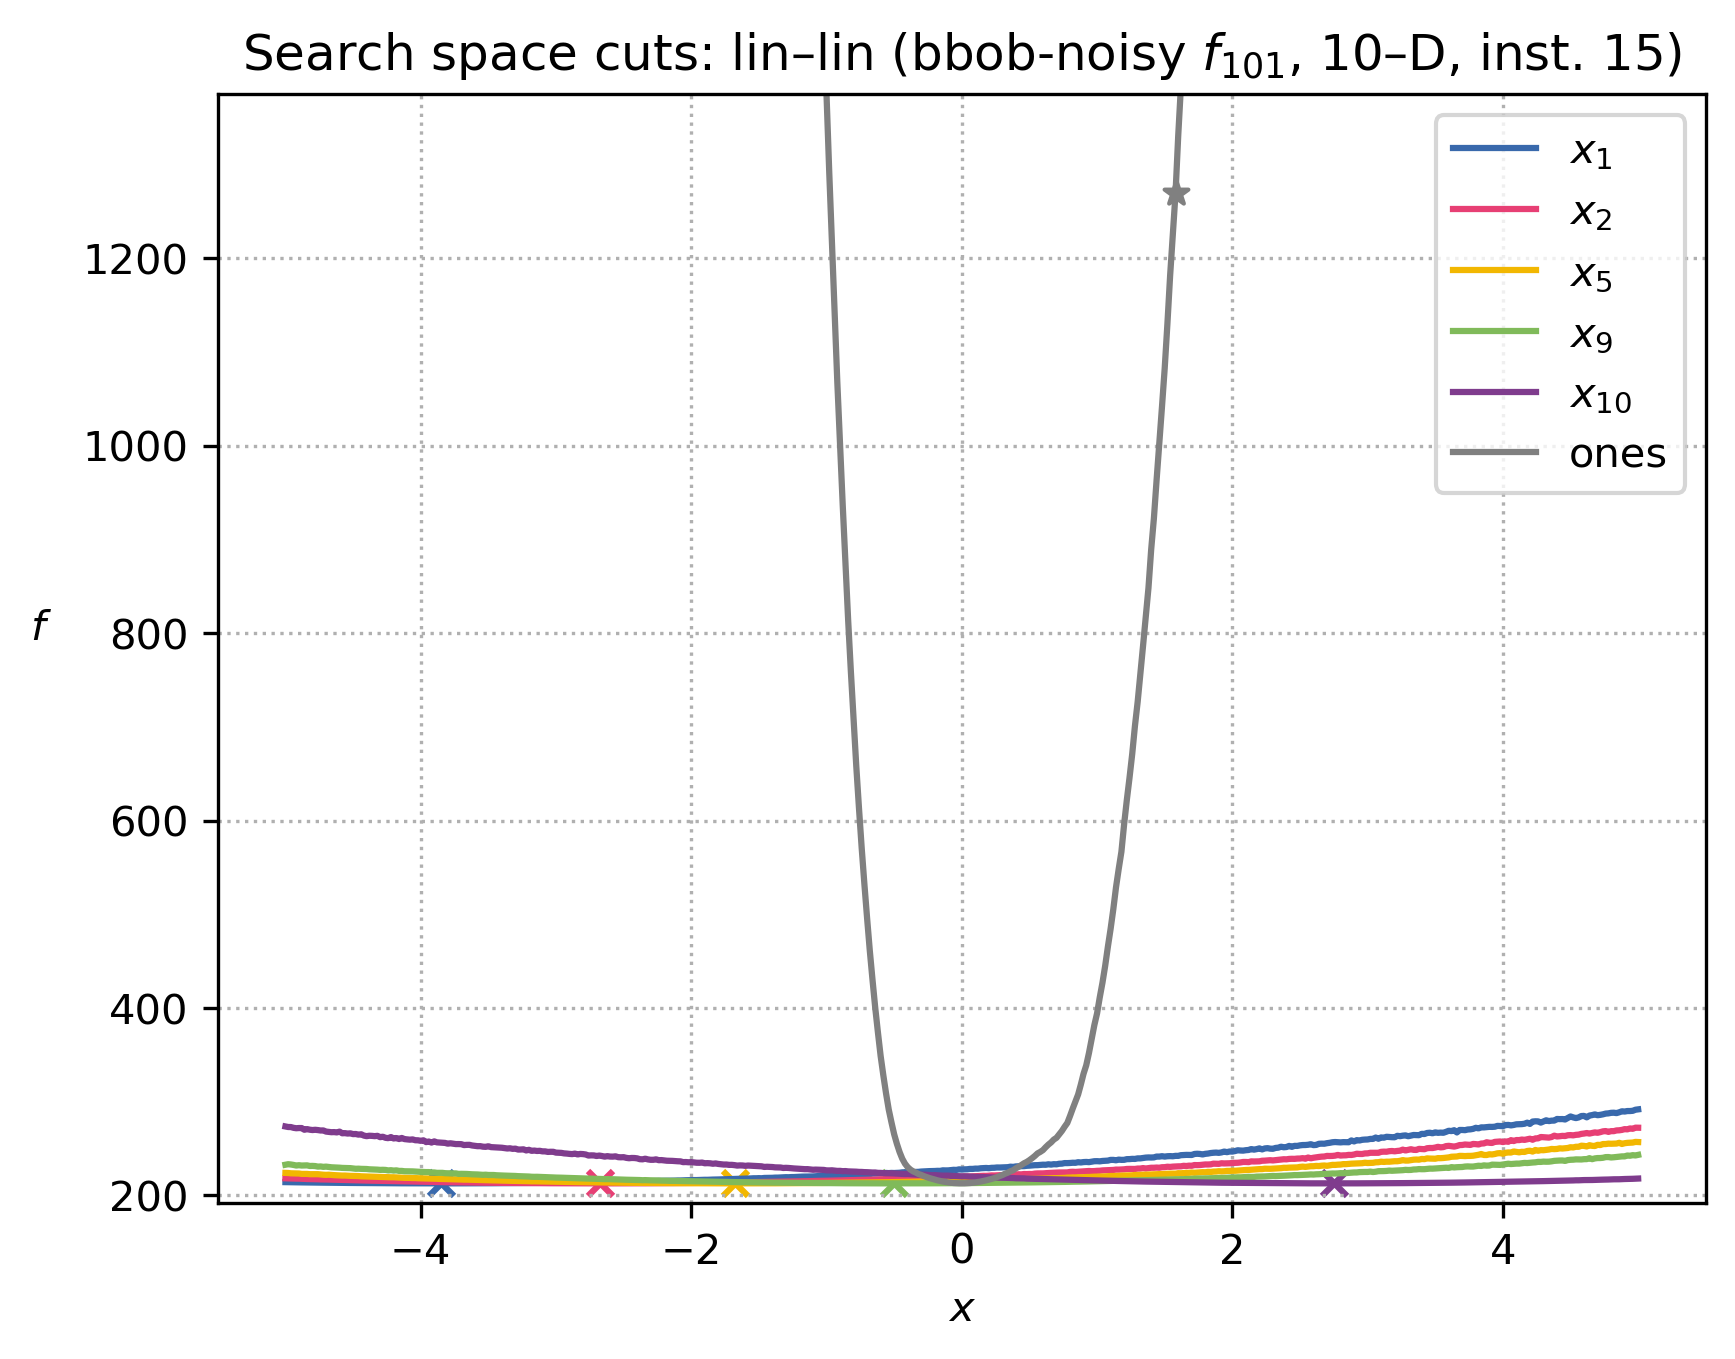 Search space cuts: lin–lin (bbob-noisy f₁₀₁, 10–D, inst. 15)
x₁
x₂
x₅
x₉
x₁₀
ones
1200
1000
800
600
400
200
f
−4
−2
0
2
4
x